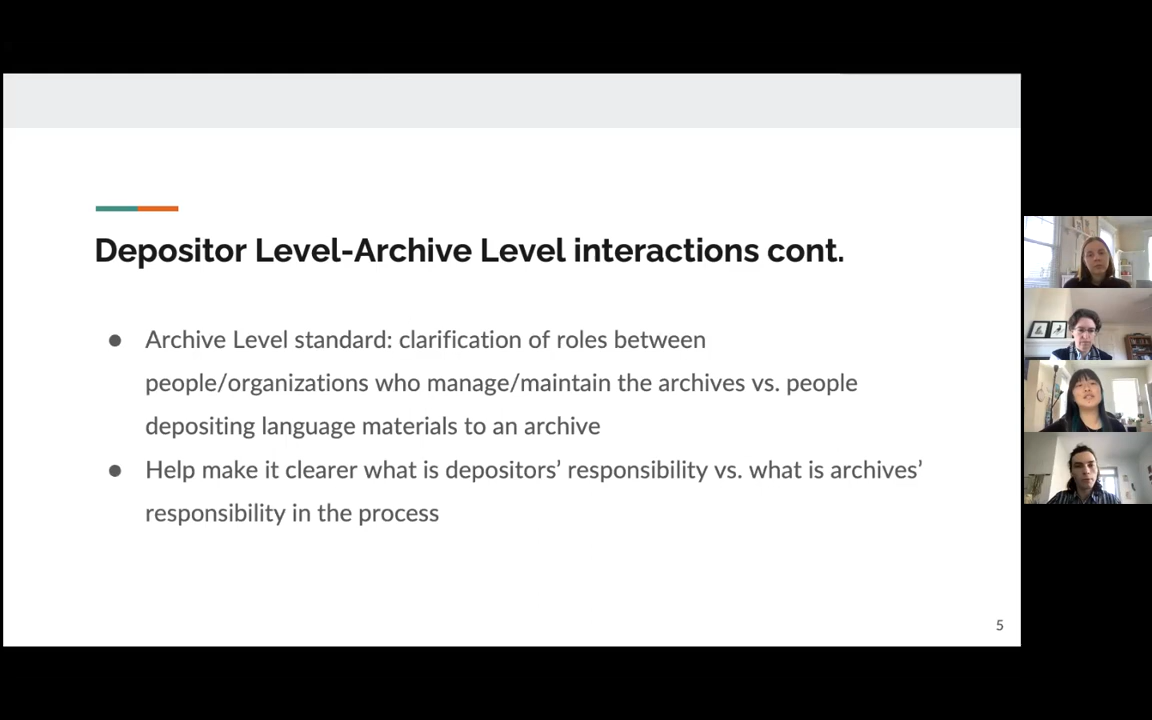 Depositor Level-Archive Level interactions cont.
● Archive Level standard: clarification of roles between
people/organizations who manage/maintain the archives vs. people
depositing language materials to an archive
● Help make it clearer what is depositors’ responsibility vs. what is archives’
responsibility in the process
5